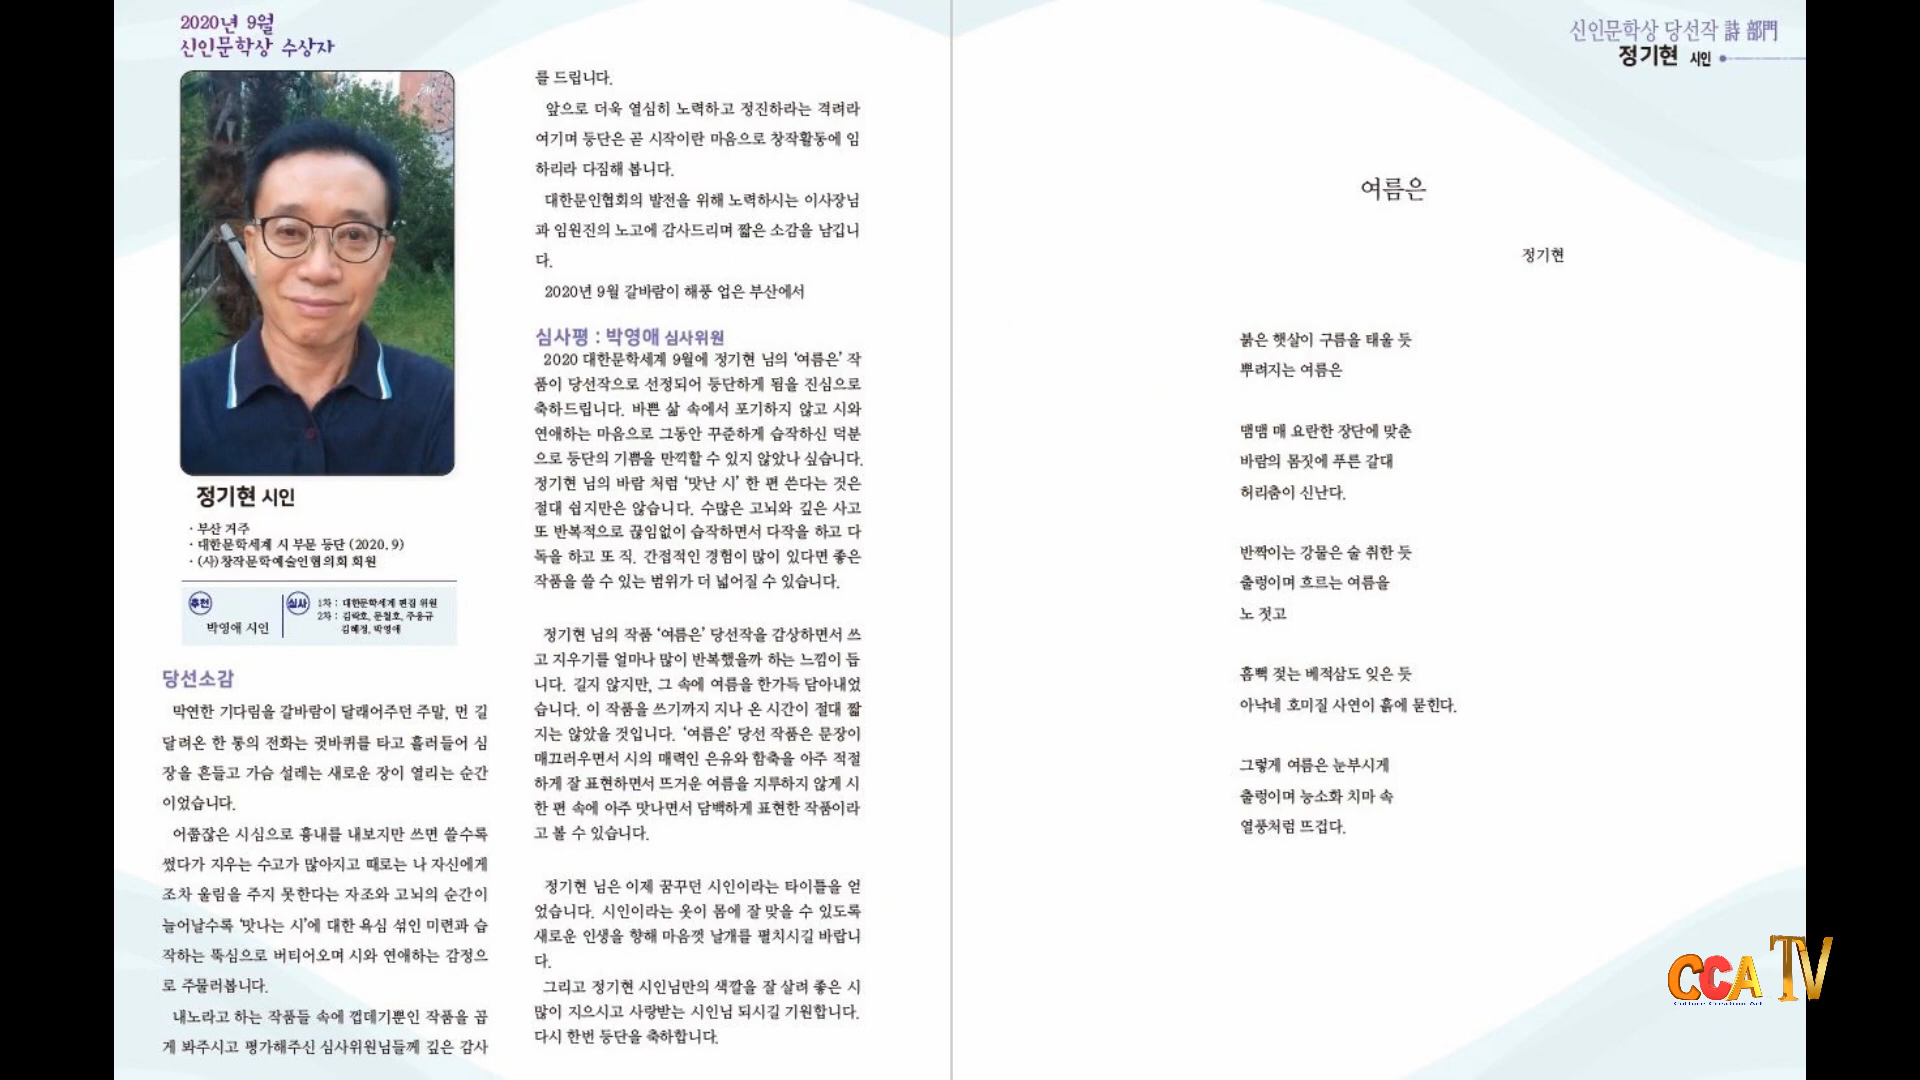 2020년 9월
신인문학상 수상자
정기현 시인
· 부산 거주
· 대한문학세계 시 부문 등단 (2020. 9)
· (사)창작문학예술인협의회 회원
추천
박영애 시인
심사
1차 : 대한문학세계 편집 위원
2차 : 김락호, 문철호, 주응규
김혜정, 박영애
당선소감
막연한 기다림을 갈바람이 달래어주던 주말, 먼 길
달려온 한 통의 전화는 귓바퀴를 타고 흘러들어 심
장을 흔들고 가슴 설레는 새로운 장이 열리는 순간
이었습니다.
어쭙잖은 시심으로 흉내를 내보지만 쓰면 쓸수록
썼다가 지우는 수고가 많아지고 때로는 나 자신에게
조차 울림을 주지 못한다는 자조와 고뇌의 순간이
늘어날수록 '맛나는 시'에 대한 욕심 섞인 미련과 습
작하는 뚝심으로 버티어오며 시와 연애하는 감정으
로 주물러봅니다.
내노라고 하는 작품들 속에 껍데기뿐인 작품을 곱
게 봐주시고 평가해주신 심사위원님들께 깊은 감사
를 드립니다.
앞으로 더욱 열심히 노력하고 정진하라는 격려라
여기며 등단은 곧 시작이란 마음으로 창작활동에 임
하리라 다짐해 봅니다.
대한문인협회의 발전을 위해 노력하시는 이사장님
과 임원진의 노고에 감사드리며 짧은 소감을 남깁니
다.
2020년 9월 갈바람이 해풍 업은 부산에서
심사평 : 박영애 심사위원
2020 대한문학세계 9월에 정기현 님의 '여름은' 작
품이 당선작으로 선정되어 등단하게 됨을 진심으로
축하드립니다. 바쁜 삶 속에서 포기하지 않고 시와
연애하는 마음으로 그동안 꾸준하게 습작하신 덕분
으로 등단의 기쁨을 만끽할 수 있지 않았나 싶습니다.
정기현 님의 바람 처럼 '맛난 시' 한 편 쓴다는 것은
절대 쉽지만은 않습니다. 수많은 고뇌와 깊은 사고
또 반복적으로 끊임없이 습작하면서 다작을 하고 다
독을 하고 또 직. 간접적인 경험이 많이 있다면 좋은
작품을 쓸 수 있는 범위가 더 넓어질 수 있습니다.
정기현 님의 작품 '여름은' 당선작을 감상하면서 쓰
고 지우기를 얼마나 많이 반복했을까 하는 느낌이 듭
니다. 길지 않지만, 그 속에 여름을 한가득 담아내었
습니다. 이 작품을 쓰기까지 지나 온 시간이 절대 짧
지는 않았을 것입니다. '여름은' 당선 작품은 문장이
매끄러우면서 시의 매력인 은유와 함축을 아주 적절
하게 잘 표현하면서 뜨거운 여름을 지루하지 않게 시
한 편 속에 아주 맛나면서 담백하게 표현한 작품이라
고 볼 수 있습니다.
정기현 님은 이제 꿈꾸던 시인이라는 타이틀을 얻
었습니다. 시인이라는 옷이 몸에 잘 맞을 수 있도록
새로운 인생을 향해 마음껏 날개를 펼치시길 바랍니
다.
그리고 정기현 시인님만의 색깔을 잘 살려 좋은 시
많이 지으시고 사랑받는 시인님 되시길 기원합니다.
다시 한번 등단을 축하합니다.
신인문학상 당선작 詩 部門
정기현 시인
여름은
정기현
붉은 햇살이 구름을 태울 듯
뿌려지는 여름은
맴맴 매 요란한 장단에 맞춘
바람의 몸짓에 푸른 갈대
허리춤이 신난다.
반짝이는 강물은 술 취한 듯
출렁이며 흐르는 여름을
노 젓고
흠뻑 젖는 베적삼도 잊은 듯
아낙네 호미질 사연이 흙에 묻힌다.
그렇게 여름은 눈부시게
출렁이며 능소화 치마 속
열풍처럼 뜨겁다.
CCA TV
Culture Creation Art